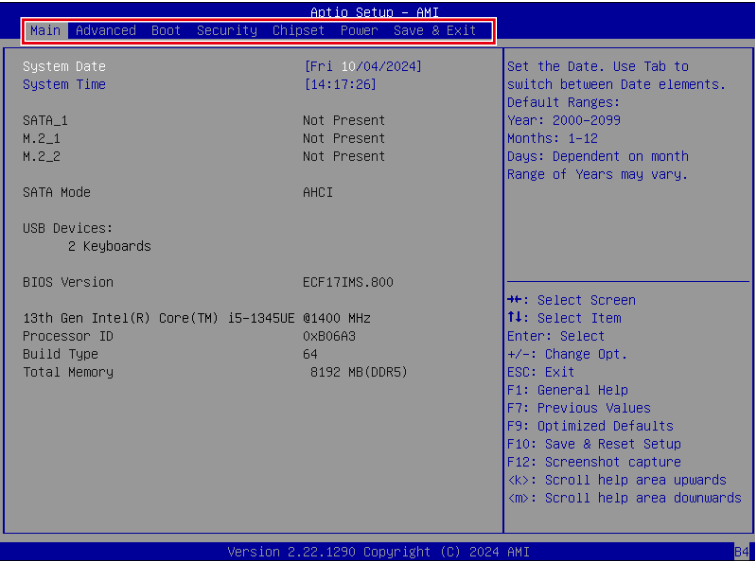 Aptio Setup – AMI
Main Advanced Boot Security Chipset Power Save & Exit
System Date [Fri 10/04/2024]
System Time [14:17:26]
SATA_1 Not Present
M.2_1 Not Present
M.2_2 Not Present
SATA Mode AHCI
USB Devices:
2 Keyboards
BIOS Version ECF17IMS.800
13th Gen Intel(R) Core(TM) i5-1345UE @1400 MHz
Processor ID 0xB06A3
Build Type 64
Total Memory 8192 MB(DDR5)
Set the Date. Use Tab to
switch between Date elements.
Default Ranges:
Year: 2000-2099
Months: 1-12
Days: Dependent on month
Range of Years may vary.
→←: Select Screen
↑↓: Select Item
Enter: Select
+/-: Change Opt.
ESC: Exit
F1: General Help
F7: Previous Values
F9: Optimized Defaults
F10: Save & Reset Setup
F12: Screenshot capture
<k>: Scroll help area upwards
<m>: Scroll help area downwards
Version 2.22.1290 Copyright (C) 2024 AMI
B4